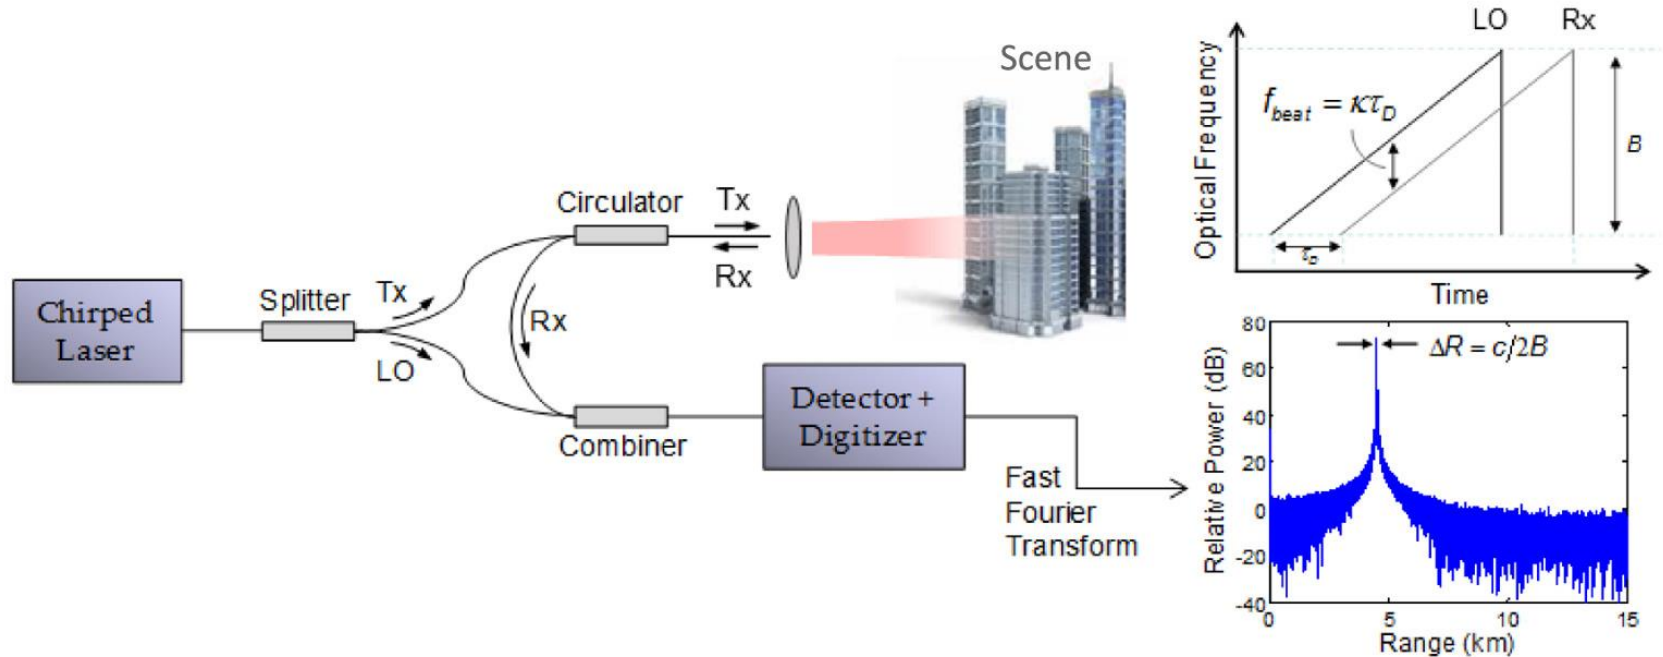 Chirped
Laser
Splitter
Tx
LO
Circulator
Tx
Rx
Rx
Combiner
Detector +
Digitizer
Scene
Fast
Fourier
Transform
LO
Rx
Optical Frequency
f_beat = κτ_D
B
τ_D
Time
80
60
40
20
0
-20
-40
Relative Power (dB)
ΔR = c/2B
0
5
10
15
Range (km)